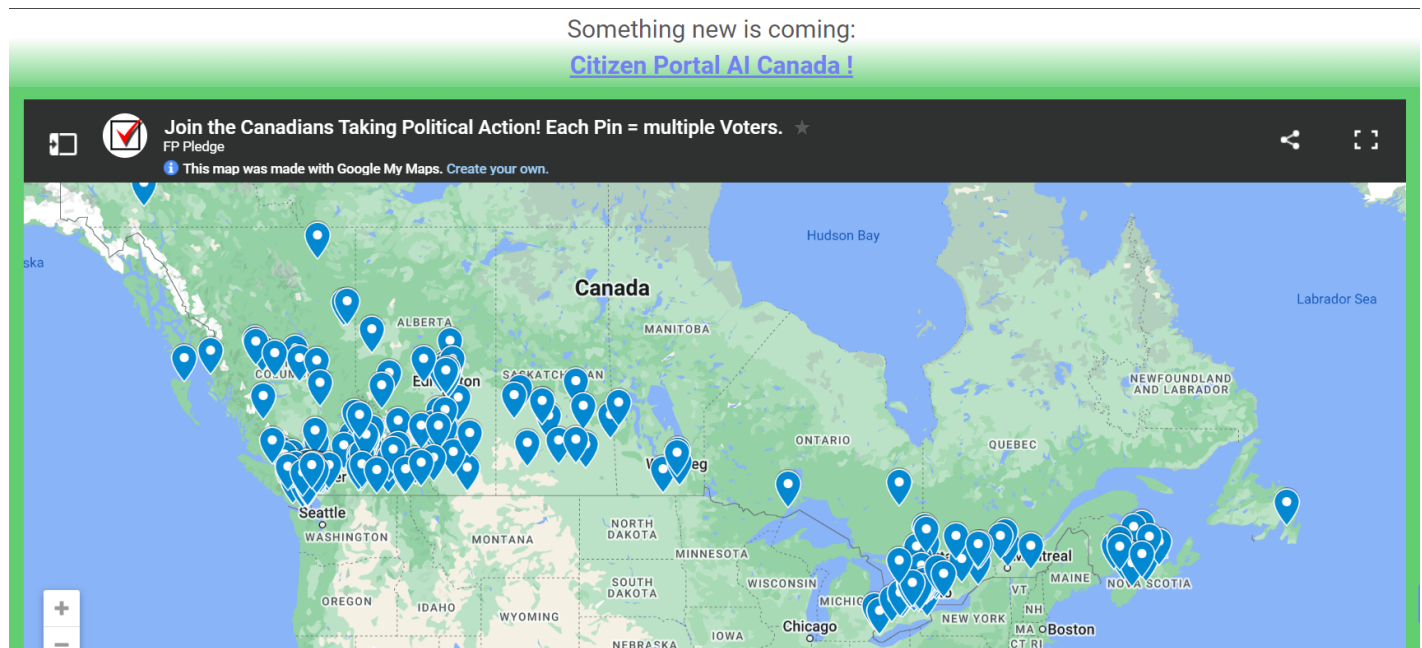 Something new is coming:
Citizen Portal AI Canada !
Join the Canadians Taking Political Action! Each Pin = multiple Voters.
FP Pledge
This map was made with Google My Maps. Create your own.
Hudson Bay
ska
Canada
Labrador Sea
ALBERTA
MANITOBA
NEWFOUNDLAND
AND LABRADOR
ONTARIO
QUEBEC
Seattle
WASHINGTON
MONTANA
NORTH
DAKOTA
MINNESOTA
MAINE
NOVA SCOTIA
SOUTH
DAKOTA
WISCONSIN
VT
OREGON
IDAHO
WYOMING
NH
NEW YORK
Chicago
MA
Boston
IOWA
NEBRASKA
CT RI